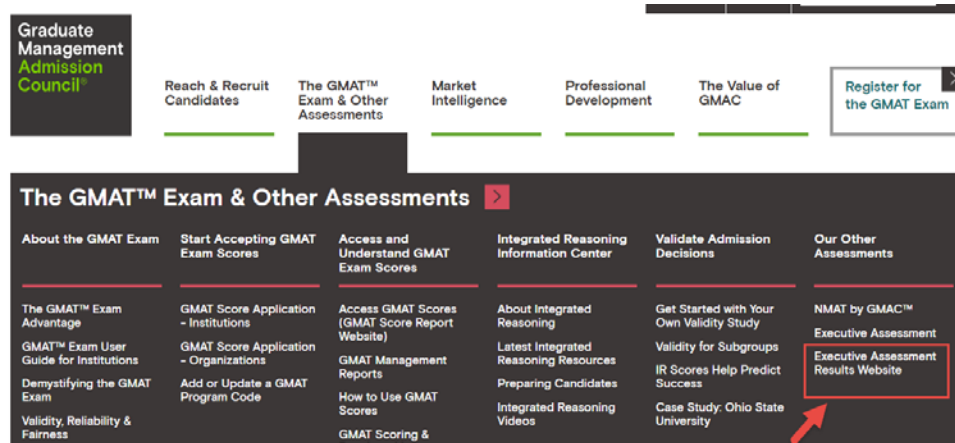 Graduate
Management
Admission
Council®
Reach & Recruit
Candidates
The GMAT™
Exam & Other
Assessments
Market
Intelligence
Professional
Development
The Value of
GMAC
Register for
the GMAT Exam
The GMAT™ Exam & Other Assessments
About the GMAT Exam
The GMAT™ Exam
Advantage
GMAT™ Exam User
Guide for Institutions
Demystifying the GMAT
Exam
Validity, Reliability &
Fairness
Start Accepting GMAT
Exam Scores
GMAT Score Application
- Institutions
GMAT Score Application
- Organizations
Add or Update a GMAT
Program Code
Access and
Understand GMAT
Exam Scores
Access GMAT Scores
(GMAT Score Report
Website)
GMAT Management
Reports
How to Use GMAT
Scores
GMAT Scoring &
Integrated Reasoning
Information Center
About Integrated
Reasoning
Latest Integrated
Reasoning Resources
Preparing Candidates
Integrated Reasoning
Videos
Validate Admission
Decisions
Get Started with Your
Own Validity Study
Validity for Subgroups
IR Scores Help Predict
Success
Case Study: Ohio State
University
Our Other
Assessments
NMAT by GMAC™
Executive Assessment
Executive Assessment
Results Website